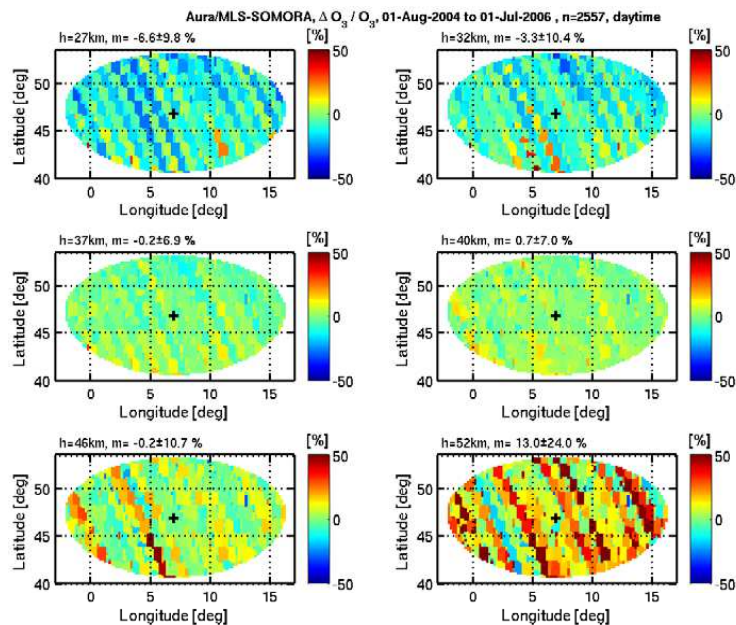 Aura/MLS-SOMORA, Δ O3 / O3, 01-Aug-2004 to 01-Jul-2006 , n=2557, daytime
h=27km, m= -6.6±9.8 % [%]
50
45
40
Latitude [deg]
0 5 10 15
Longitude [deg]
50
0
-50
h=32km, m= -3.3±10.4 % [%]
50
45
40
Latitude [deg]
0 5 10 15
Longitude [deg]
50
0
-50
h=37km, m= -0.2±6.9 % [%]
50
45
40
Latitude [deg]
0 5 10 15
Longitude [deg]
50
0
-50
h=40km, m= 0.7±7.0 % [%]
50
45
40
Latitude [deg]
0 5 10 15
Longitude [deg]
50
0
-50
h=46km, m= -0.2±10.7 % [%]
50
45
40
Latitude [deg]
0 5 10 15
Longitude [deg]
50
0
-50
h=52km, m= 13.0±24.0 % [%]
50
45
40
Latitude [deg]
0 5 10 15
Longitude [deg]
50
0
-50